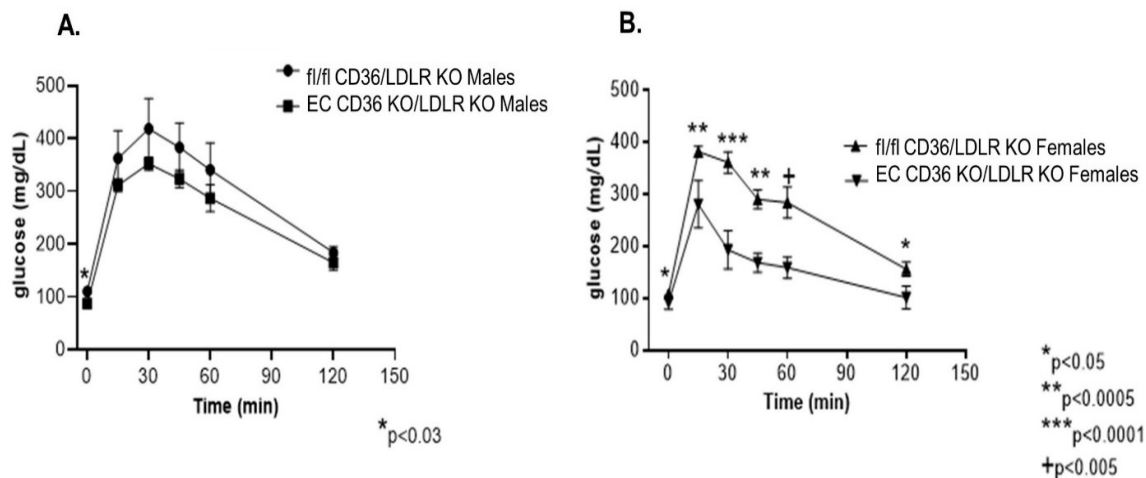 A.
fl/fl CD36/LDLR KO Males
EC CD36 KO/LDLR KO Males
500
400
300
200
100
0
glucose (mg/dL)
*
0 30 60 90 120 150
Time (min)
*p<0.03
B.
fl/fl CD36/LDLR KO Females
EC CD36 KO/LDLR KO Females
500
400
300
200
100
0
glucose (mg/dL)
* ** *** ** + *
0 30 60 90 120 150
Time (min)
*p<0.05
**p<0.0005
***p<0.0001
+p<0.005